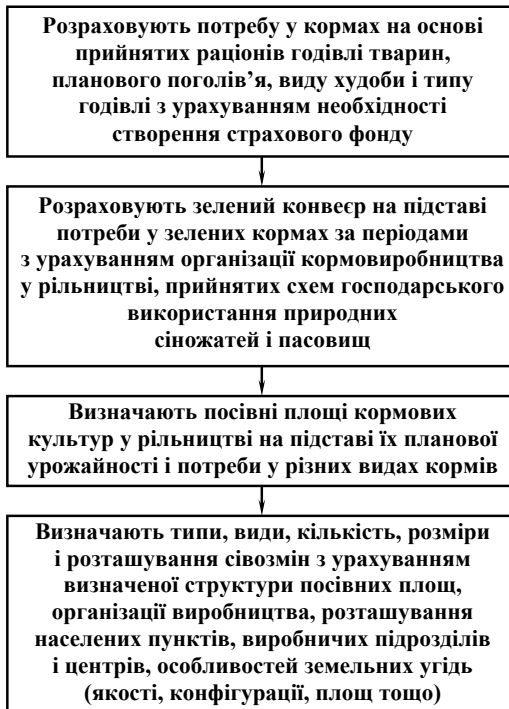 Розраховують потребу у кормах на основі
прийнятих раціонів годівлі тварин,
планового поголів’я, виду худоби і типу
годівлі з урахуванням необхідності
створення страхового фонду
Розраховують зелений конвеєр на підставі
потреби у зелених кормах за періодами
з урахуванням організації кормовиробництва
у рільництві, прийнятих схем господарського
використання природних
сіножатей і пасовищ
Визначають посівні площі кормових
культур у рільництві на підставі їх планової
урожайності і потреби у різних видах кормів
Визначають типи, види, кількість, розміри
і розташування сівозмін з урахуванням
визначеної структури посівних площ,
організації виробництва, розташування
населених пунктів, виробничих підрозділів
і центрів, особливостей земельних угідь
(якості, конфігурації, площ тощо)